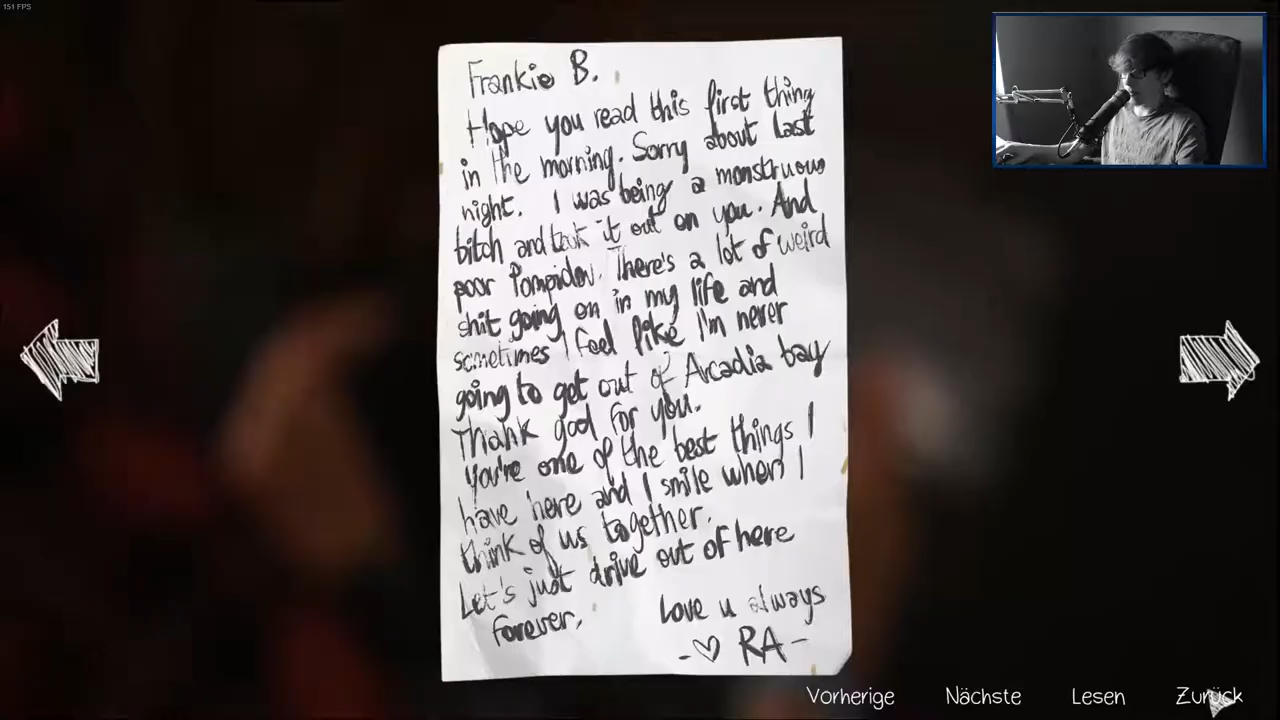 151 FPS
Frankie B.
Hope you read this first thing
in the morning. Sorry about last
night. I was being a monstruous
bitch and took it out on you. And
poor Pompidou. There's a lot of weird
shit going on in my life and
sometimes I feel like I'm never
going to get out of Arcadia bay
Thank god for you.
You're one of the best things I
have here and I smile when I
think of us together.
Let's just drive out of here
forever.
Love u always
-♡ RA-
Vorherige Nächste Lesen Zurück